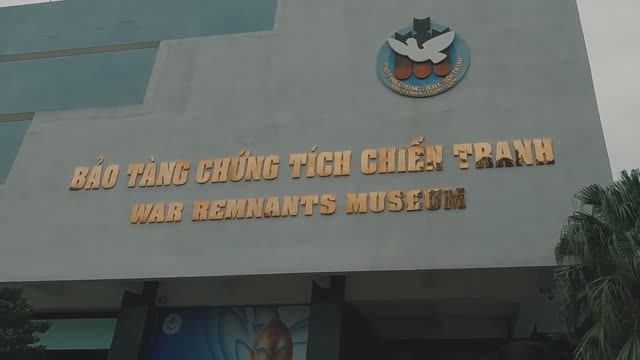 BẢO TÀNG CHỨNG TÍCH CHIẾN TRANH
WAR REMNANTS MUSEUM